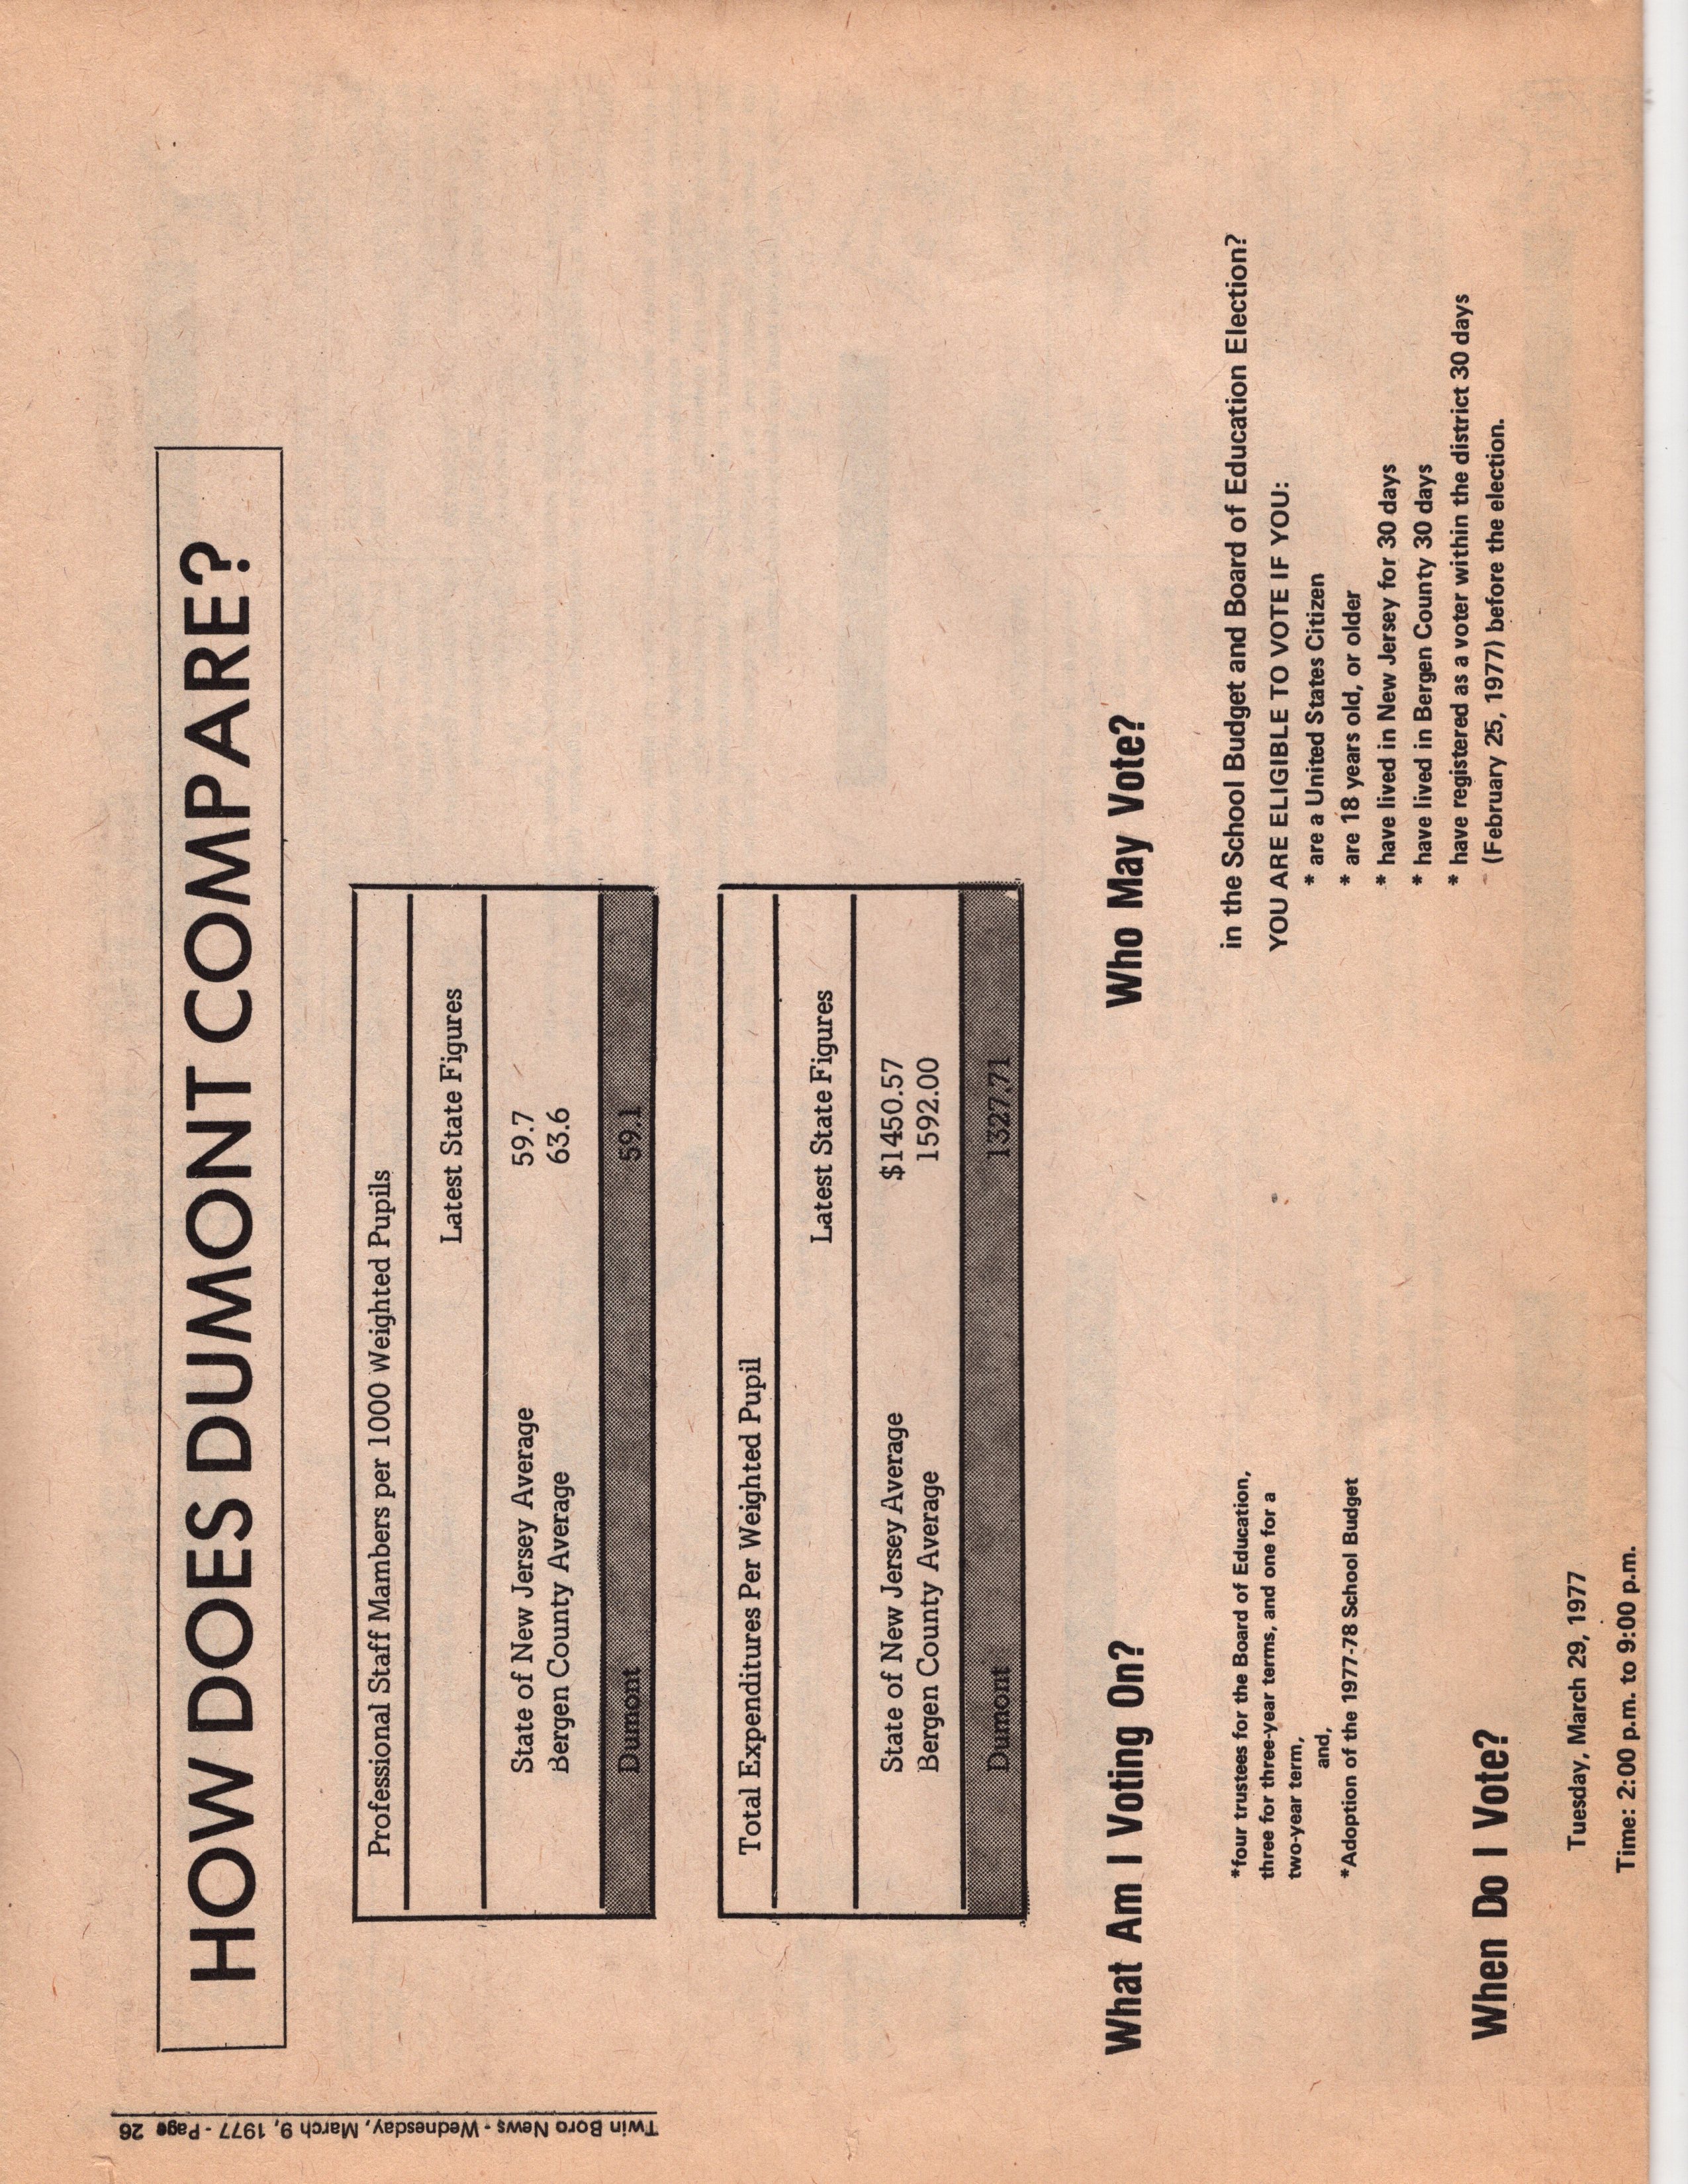 Twin Boro News - Wednesday, March 9, 1977 - Page 26
HOW DOES DUMONT COMPARE?
Professional Staff Mambers per 1000 Weighted Pupils
Latest State Figures
State of New Jersey Average 59.7
Bergen County Average 63.6
Dumont 59.1
Total Expenditures Per Weighted Pupil
Latest State Figures
State of New Jersey Average $1450.57
Bergen County Average 1592.00
Dumont 1327.71
What Am I Voting On?
*four trustees for the Board of Education,
three for three-year terms, and one for a
two-year term,
and,
*Adoption of the 1977-78 School Budget
When Do I Vote?
Tuesday, March 29, 1977
Time: 2:00 p.m. to 9:00 p.m.
Who May Vote?
in the School Budget and Board of Education Election?
YOU ARE ELIGIBLE TO VOTE IF YOU:
* are a United States Citizen
* are 18 years old, or older
* have lived in New Jersey for 30 days
* have lived in Bergen County 30 days
* have registered as a voter within the district 30 days
(February 25, 1977) before the election.